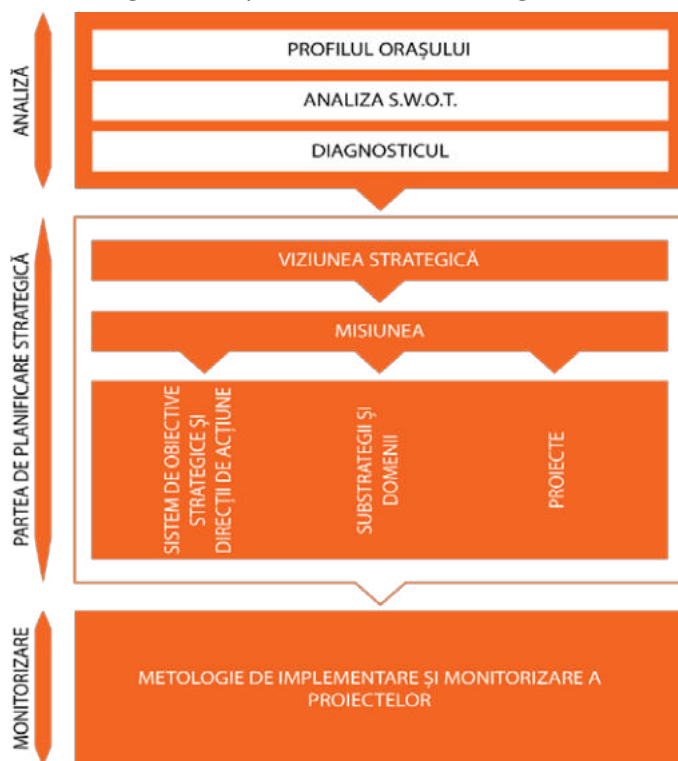 ANALIZĂ
PROFILUL ORAȘULUI
ANALIZA S.W.O.T.
DIAGNOSTICUL
PARTEA DE PLANIFICARE STRATEGICĂ
VIZIUNEA STRATEGICĂ
MISIUNEA
SISTEM DE OBIECTIVE
STRATEGICE ȘI
DIRECȚII DE ACȚIUNE
SUBSTRATEGII ȘI
DOMENII
PROIECTE
MONITORIZARE
METOLOGIE DE IMPLEMENTARE ȘI MONITORIZARE A
PROIECTELOR